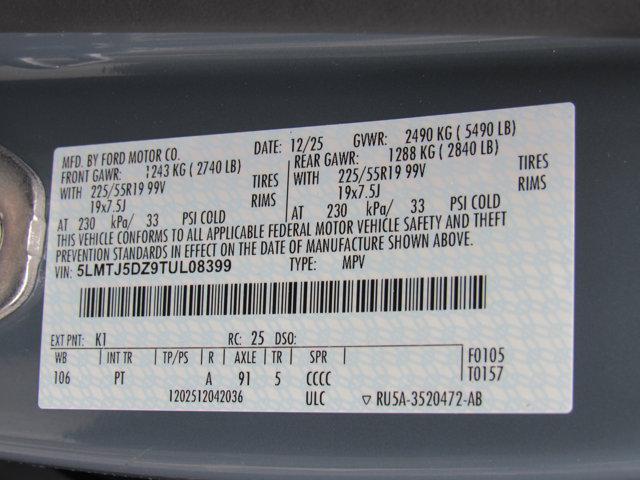 MFD. BY FORD MOTOR CO. DATE: 12/25 GVWR: 2490 KG ( 5490 LB)
FRONT GAWR: 1243 KG ( 2740 LB) REAR GAWR: 1288 KG ( 2840 LB)
WITH 225/55R19 99V TIRES WITH 225/55R19 99V TIRES
19x7.5J RIMS 19x7.5J RIMS
AT 230 kPa/ 33 PSI COLD AT 230 kPa/ 33 PSI COLD
THIS VEHICLE CONFORMS TO ALL APPLICABLE FEDERAL MOTOR VEHICLE SAFETY AND THEFT
PREVENTION STANDARDS IN EFFECT ON THE DATE OF MANUFACTURE SHOWN ABOVE.
VIN: 5LMTJ5DZ9TUL08399 TYPE: MPV
EXT PNT: K1 RC: 25 DSO:
WB INT TR TP/PS R AXLE TR SPR F0105
106 PT A 91 5 CCCC T0157
1202512042036 ULC ▽ RU5A-3520472-AB